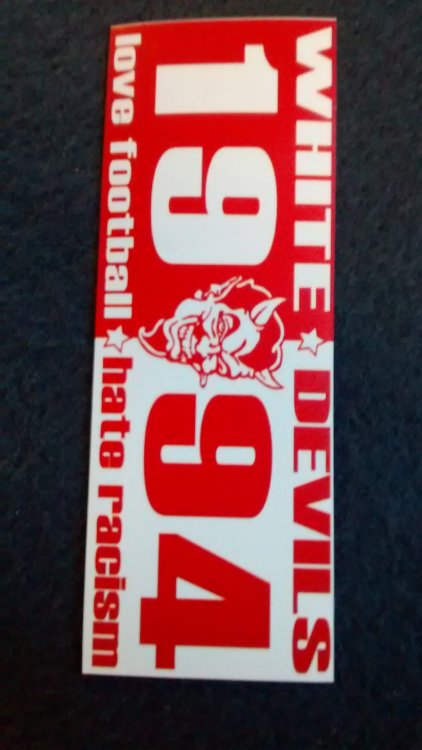 WHITE ★ DEVILS
1994
love football ★ hate racism